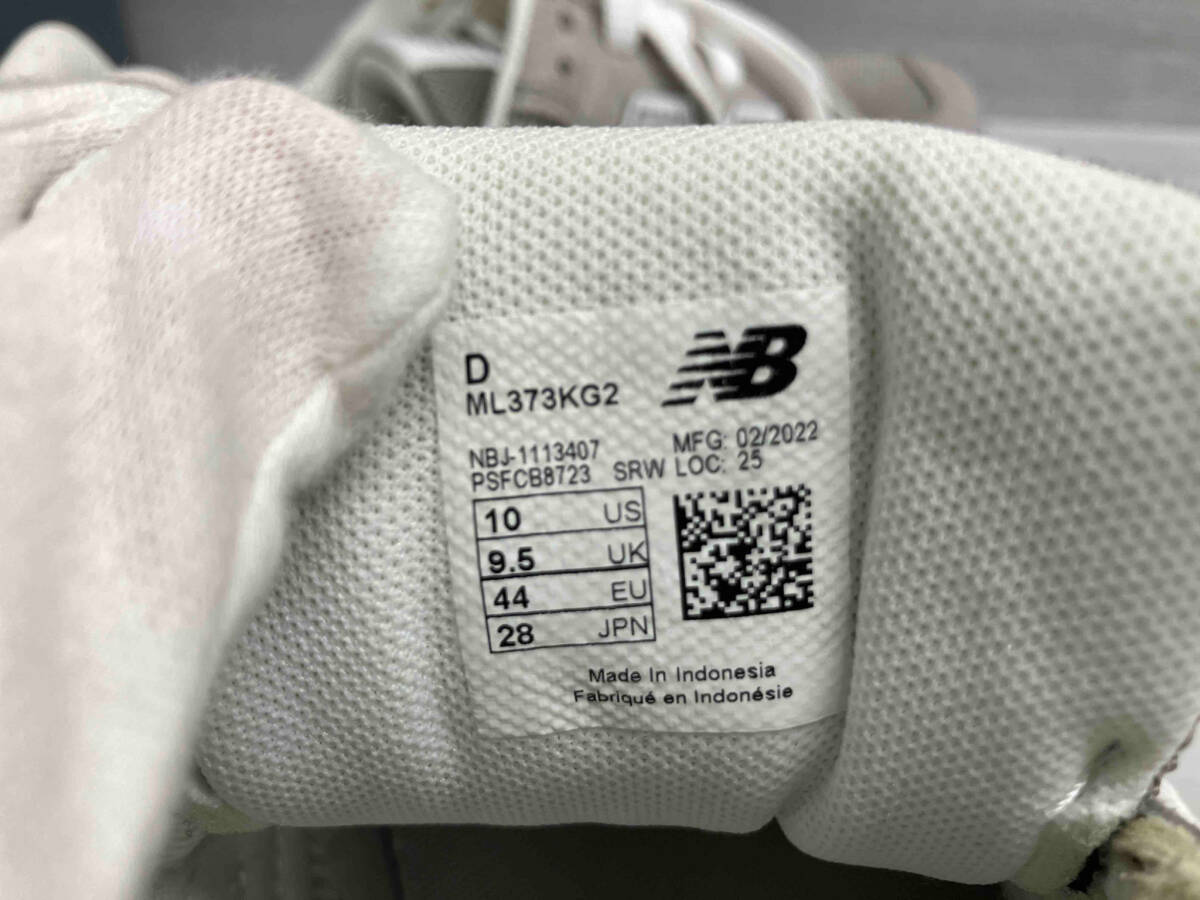 D
NB
ML373KG2
NBJ-1113407 MFG: 02/2022
PSFCB8723 SRW LOC: 25
10 US
9.5 UK
44 EU
28 JPN
Made In Indonesia
Fabriqué en Indonésie